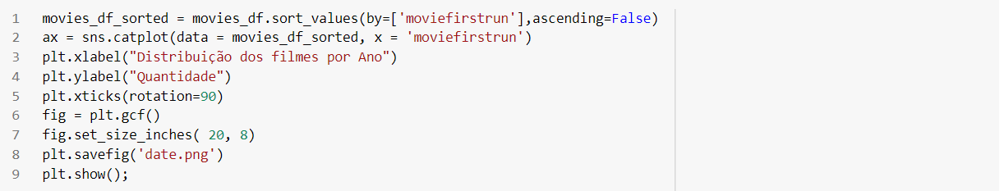 1 movies_df_sorted = movies_df.sort_values(by=['moviefirstrun'],ascending=False)
2 ax = sns.catplot(data = movies_df_sorted, x = 'moviefirstrun')
3 plt.xlabel("Distribuição dos filmes por Ano")
4 plt.ylabel("Quantidade")
5 plt.xticks(rotation=90)
6 fig = plt.gcf()
7 fig.set_size_inches( 20, 8)
8 plt.savefig('date.png')
9 plt.show();